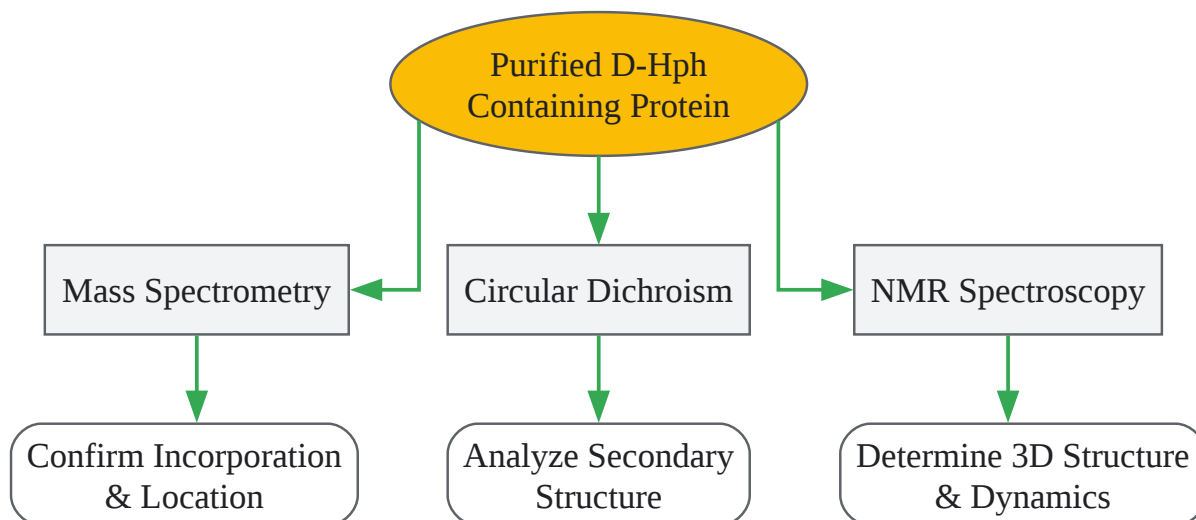 Purified D-Hph
Containing Protein
Mass Spectrometry
Circular Dichroism
NMR Spectroscopy
Confirm Incorporation
& Location
Analyze Secondary
Structure
Determine 3D Structure
& Dynamics